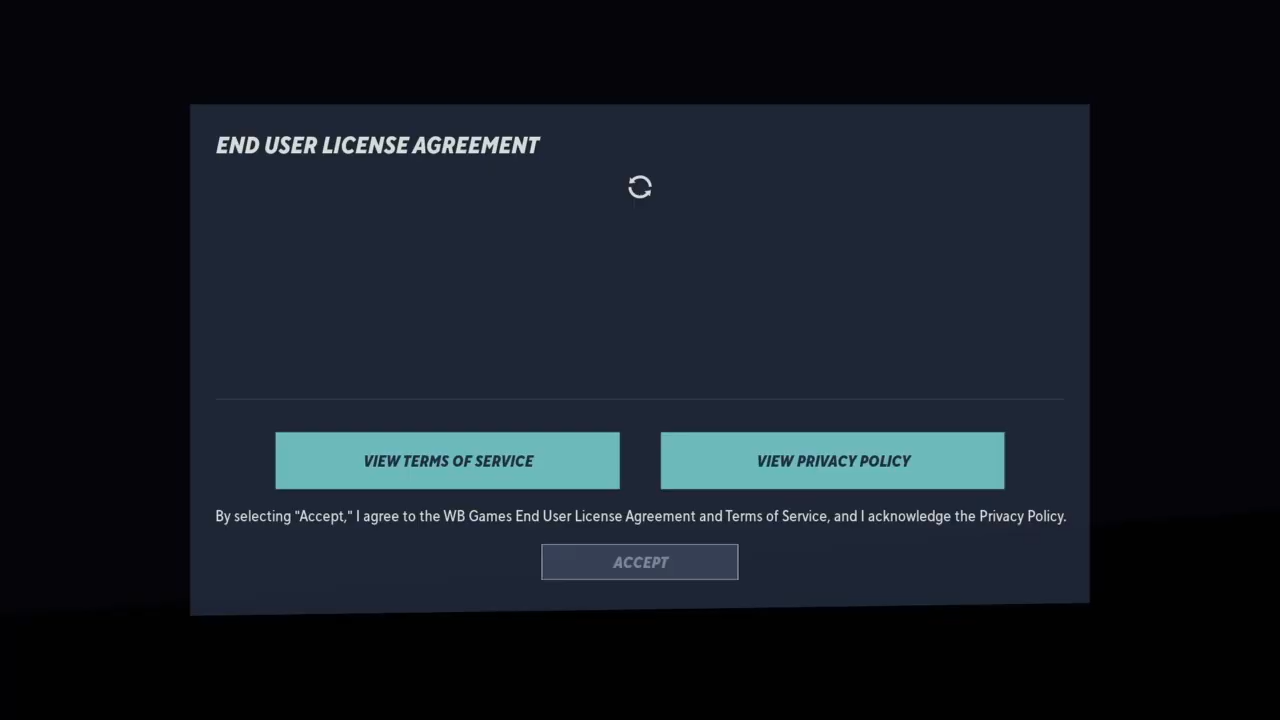 END USER LICENSE AGREEMENT
VIEW TERMS OF SERVICE
VIEW PRIVACY POLICY
By selecting "Accept," I agree to the WB Games End User License Agreement and Terms of Service, and I acknowledge the Privacy Policy.
ACCEPT